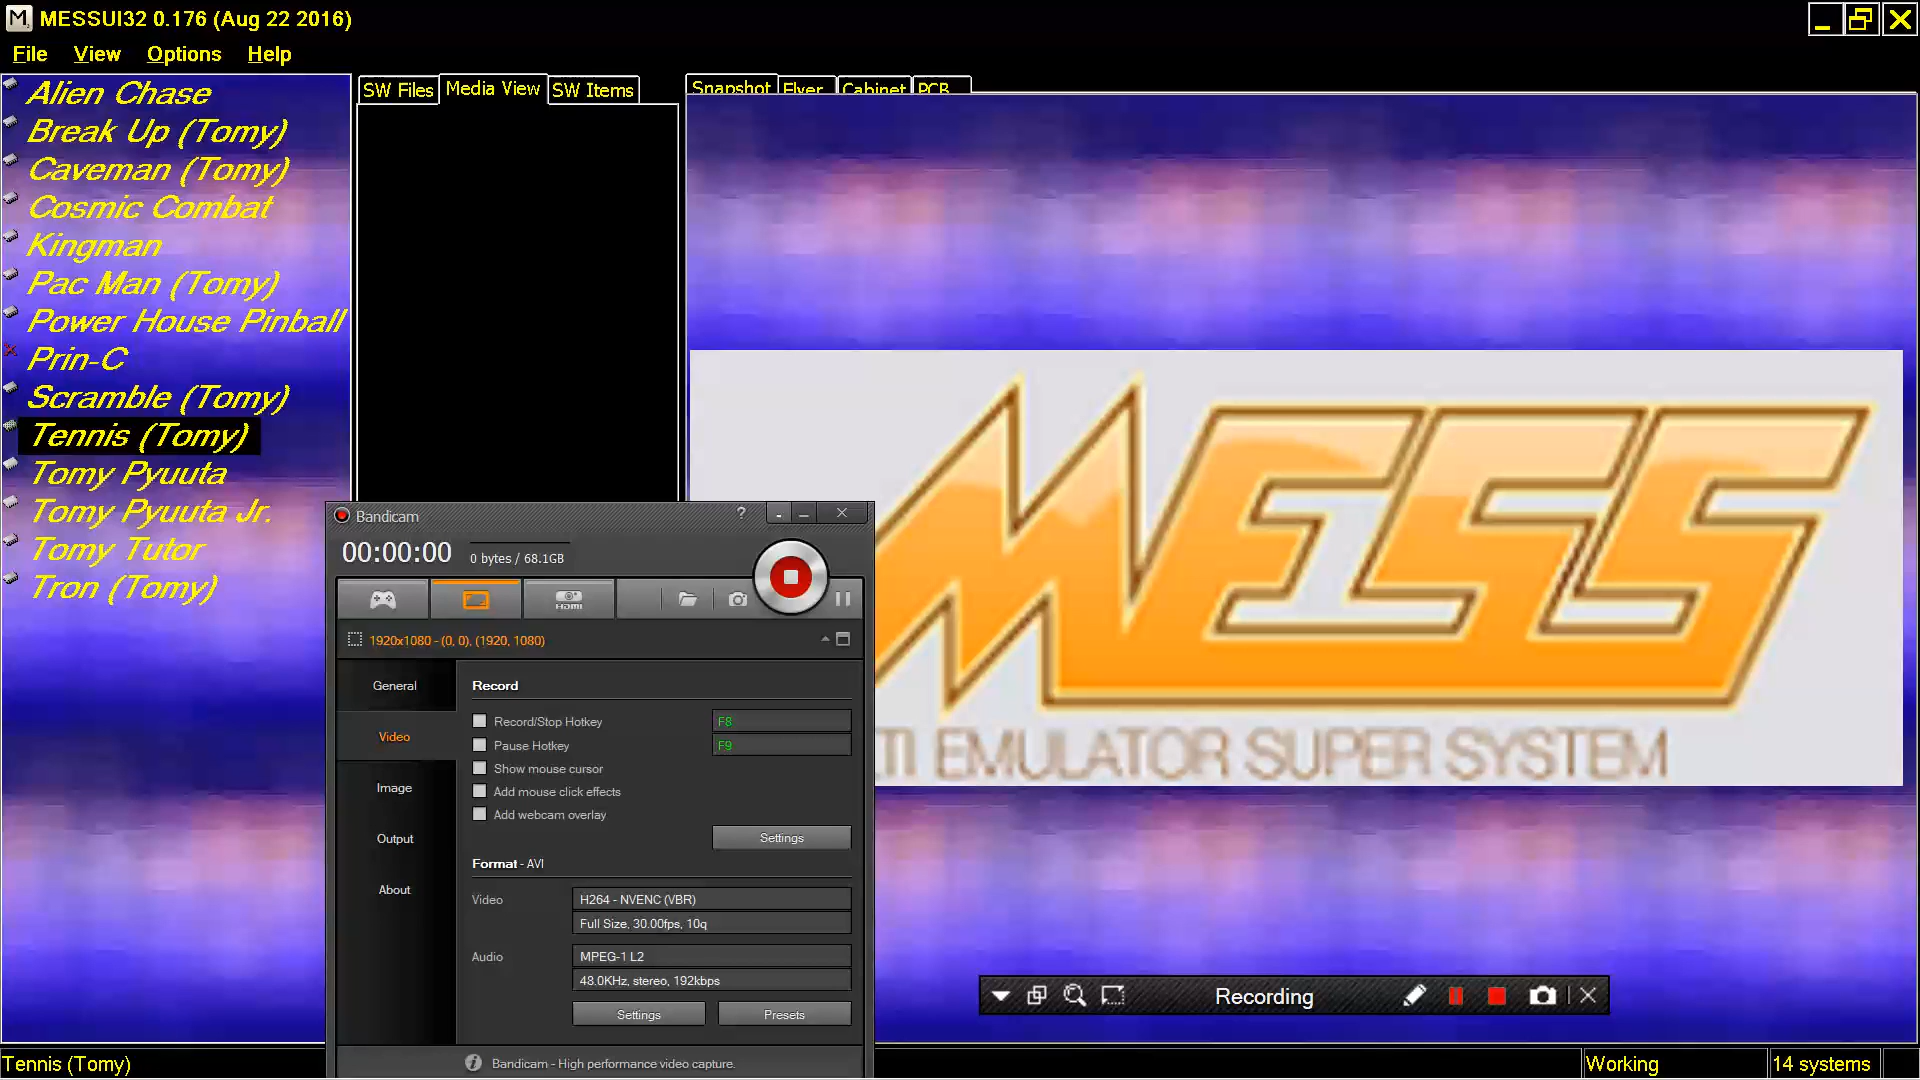 MESSUI32 0.176 (Aug 22 2016)
File View Options Help
Alien Chase
Break Up (Tomy)
Caveman (Tomy)
Cosmic Combat
Kingman
Pac Man (Tomy)
Power House Pinball
Prin-C
Scramble (Tomy)
Tennis (Tomy)
Tomy Pyuuta
Tomy Pyuuta Jr.
Tomy Tutor
Tron (Tomy)
SW Files Media View SW Items
Snapshot Flyer Cabinet PCB
MESS
LTI EMULATOR SUPER SYSTEM
Bandicam
?
00:00:00 0 bytes / 68.1GB
HDMI
1920x1080 - (0, 0), (1920, 1080)
General
Video
Image
Output
About
Record
Record/Stop Hotkey F8
Pause Hotkey F9
Show mouse cursor
Add mouse click effects
Add webcam overlay
Settings
Format - AVI
Video H264 - NVENC (VBR)
Full Size, 30.00fps, 10q
Audio MPEG-1 L2
48.0KHz, stereo, 192kbps
Settings Presets
Bandicam - High performance video capture.
Recording
Tennis (Tomy) Working 14 systems